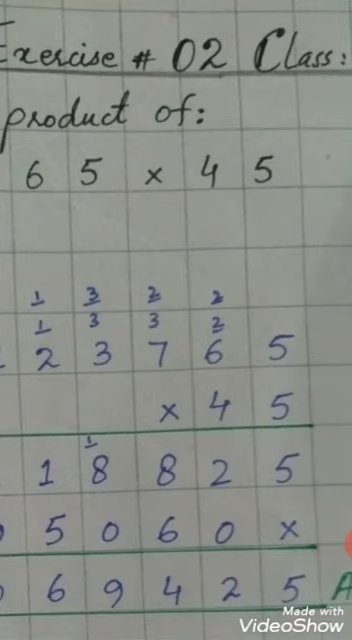 Exercise # 02 Class:
product of:
6 5 × 4 5
1 3 2 2
1 3 3 2
2 3 7 6 5
× 4 5
1
1 8 8 2 5
5 0 6 0 ×
6 9 4 2 5 A
Made with
VideoShow